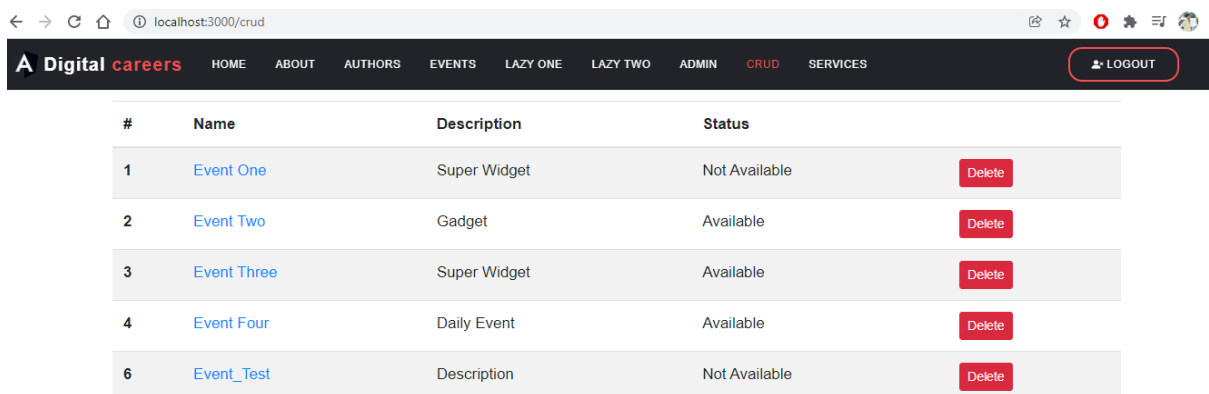 localhost:3000/crud
A Digital careers HOME ABOUT AUTHORS EVENTS LAZY ONE LAZY TWO ADMIN CRUD SERVICES LOGOUT
# Name Description Status
1 Event One Super Widget Not Available Delete
2 Event Two Gadget Available Delete
3 Event Three Super Widget Available Delete
4 Event Four Daily Event Available Delete
6 Event_Test Description Not Available Delete